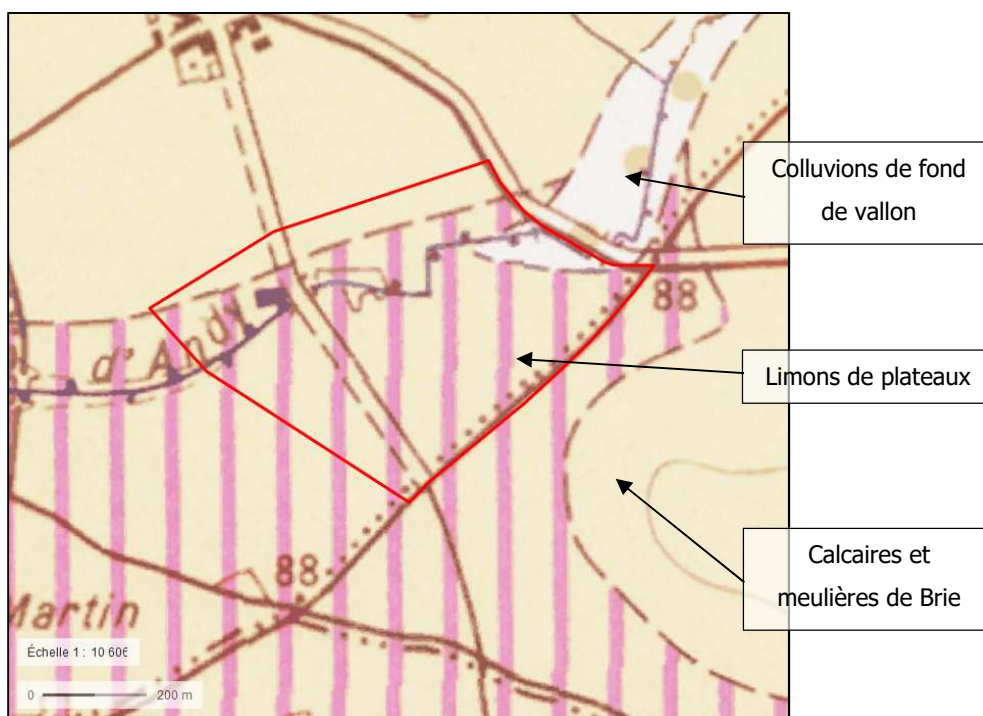 Colluvions de fond
de vallon
d'Andy
88
Limons de plateaux
88
Calcaires et
meulières de Brie
Martin
Échelle 1 : 10 606
0 200 m